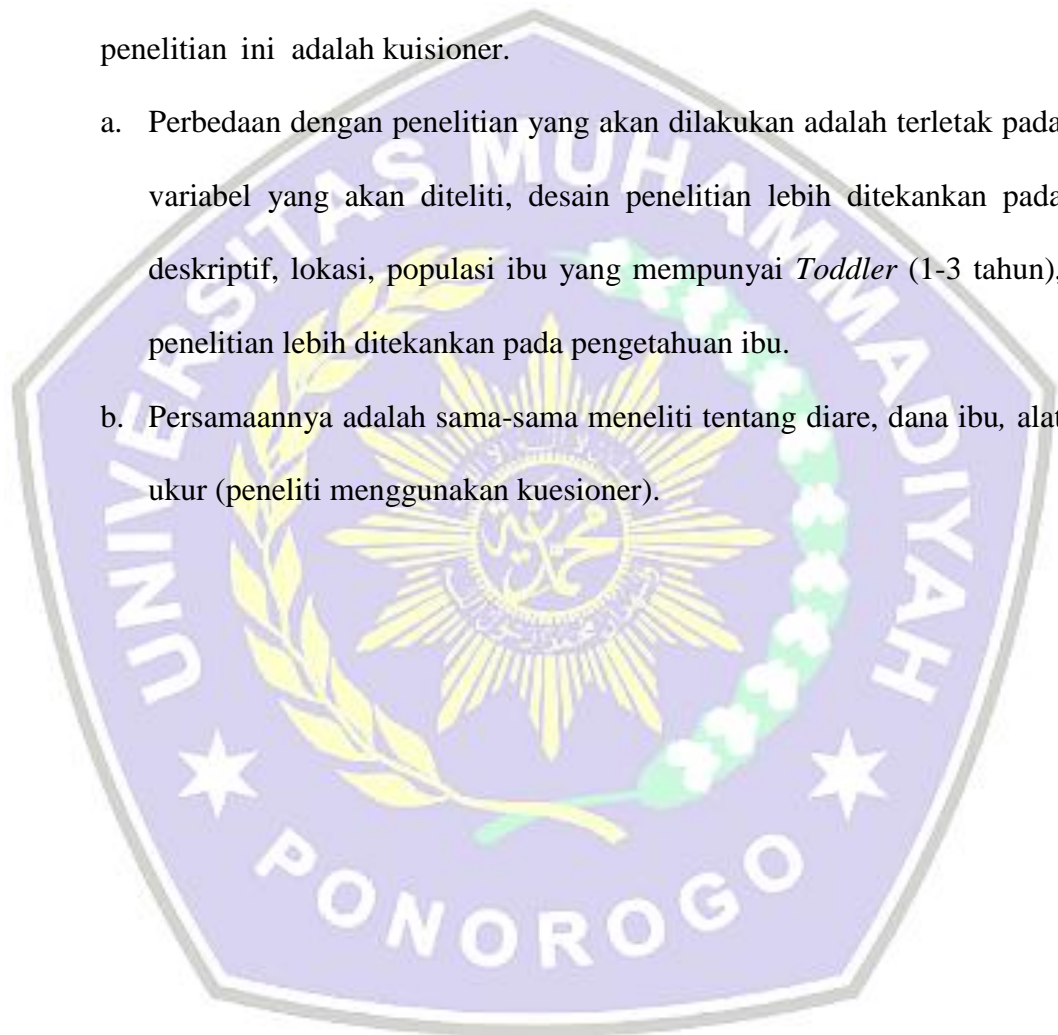 penelitian ini adalah kuisioner.
a. Perbedaan dengan penelitian yang akan dilakukan adalah terletak pada
variabel yang akan diteliti, desain penelitian lebih ditekankan pada
deskriptif, lokasi, populasi ibu yang mempunyai Toddler (1-3 tahun),
penelitian lebih ditekankan pada pengetahuan ibu.
b. Persamaannya adalah sama-sama meneliti tentang diare, dana ibu, alat
ukur (peneliti menggunakan kuesioner).
UNIVERSITAS MUHAMMADIYAH
PONOROGO